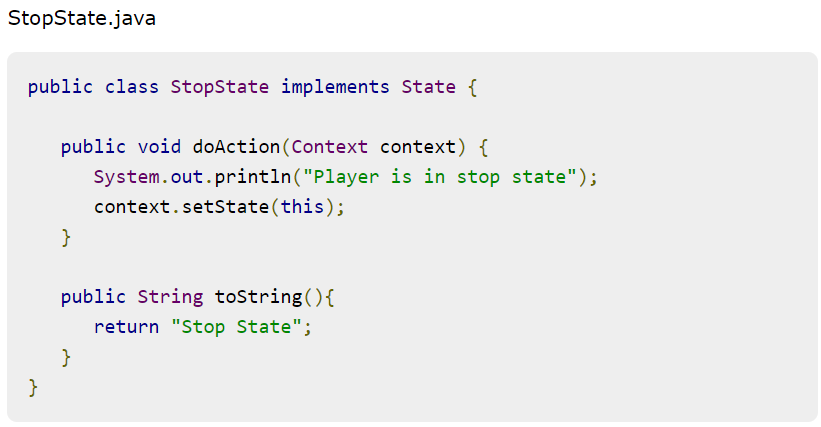 StopState.java
public class StopState implements State {
   public void doAction(Context context) {
      System.out.println("Player is in stop state");
      context.setState(this);
   }
   public String toString(){
      return "Stop State";
   }
}